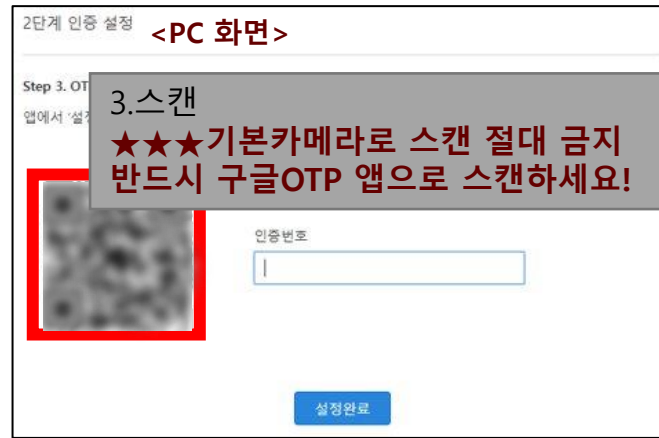 2단계 인증 설정
<PC 화면>
Step 3. OT
앱에서 '설정
3.스캔
★★★기본카메라로 스캔 절대 금지
반드시 구글OTP 앱으로 스캔하세요!
인증번호
설정완료